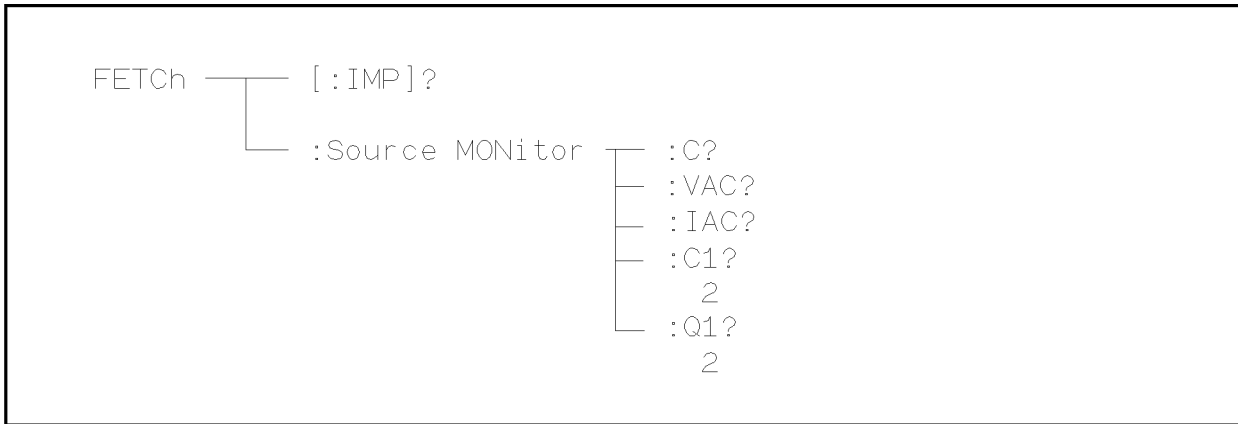 FETCh [:IMP]?
:Source MONitor :C?
:VAC?
:IAC?
:C1?
2
:Q1?
2